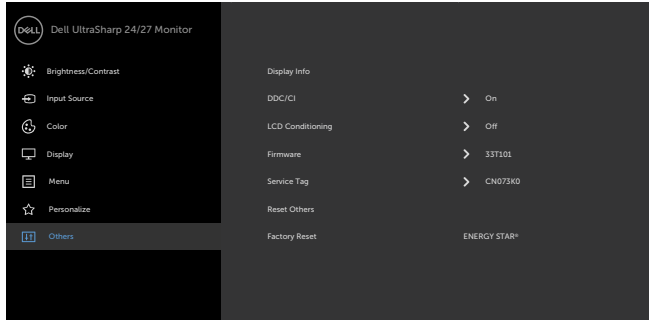 DELL Dell UltraSharp 24/27 Monitor
Brightness/Contrast Display Info
Input Source DDC/CI On
Color LCD Conditioning Off
Display Firmware 33T101
Menu Service Tag CN073K0
Personalize Reset Others
Others Factory Reset ENERGY STAR®